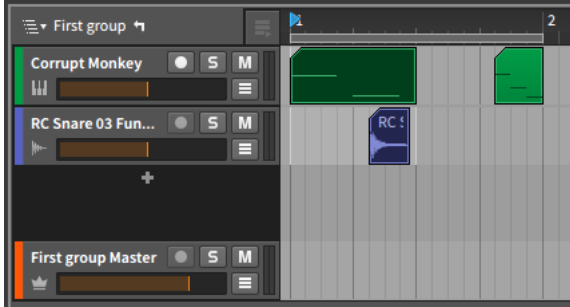 First group
1
2
Corrupt Monkey
S
M
RC Snare 03 Fun...
S
M
RC S
+
First group Master
S
M